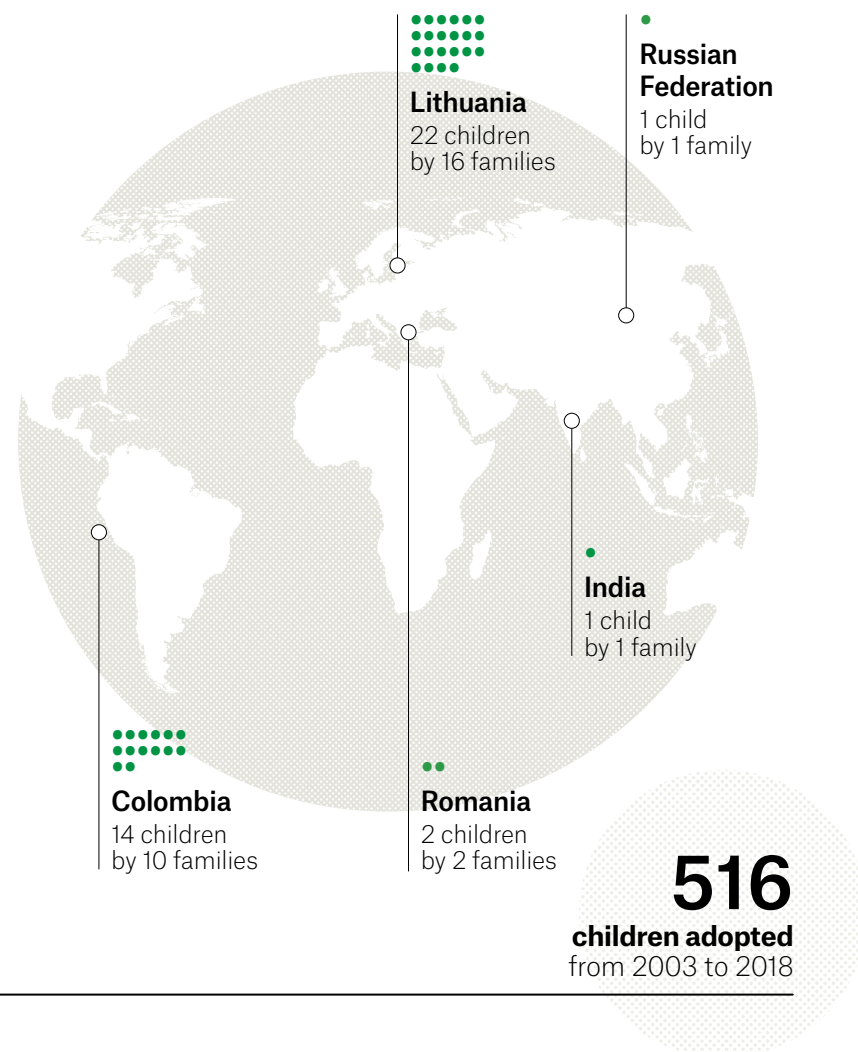 Lithuania
22 children
by 16 families
Russian
Federation
1 child
by 1 family
India
1 child
by 1 family
Colombia
14 children
by 10 families
Romania
2 children
by 2 families
516
children adopted
from 2003 to 2018